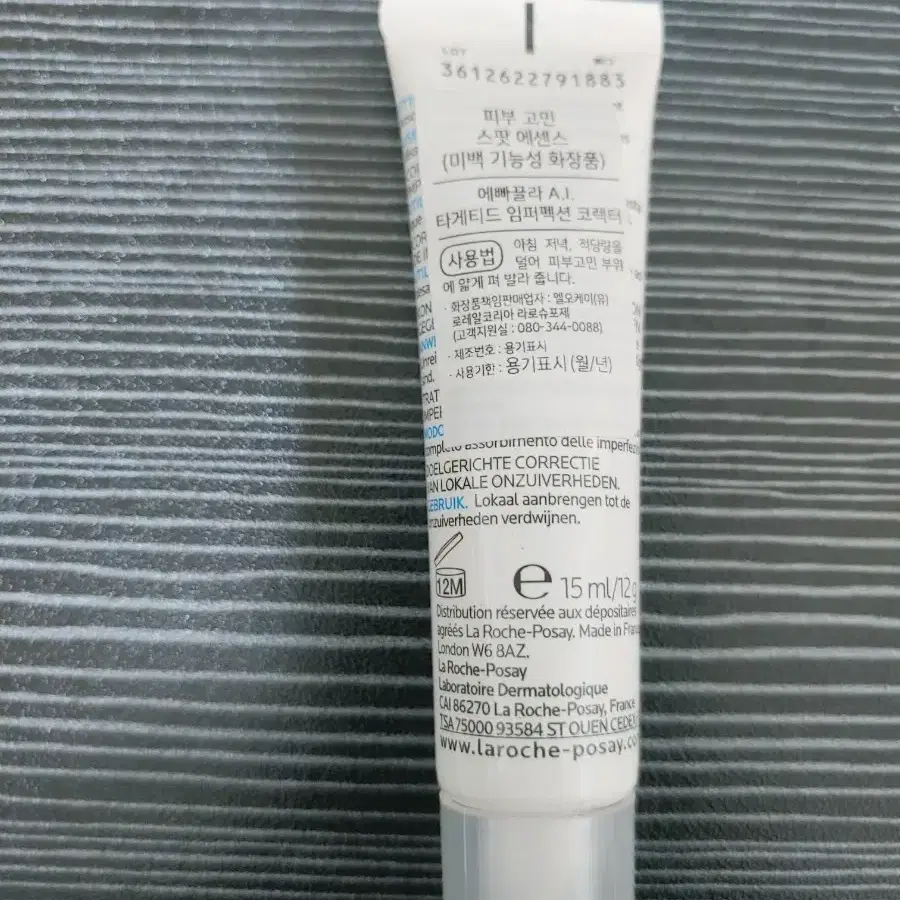 LOT
3612622791883
피부 고민
스팟 에센스
(미백 기능성 화장품)
에빠끌라 A.I.
타게티드 임퍼펙션 코렉터
사용법 아침 저녁, 적당량을
덜어 피부고민 부위
에 얇게 펴 발라 줍니다.
· 화장품책임판매업자 : 엘오케이(유)
로레알코리아 라로슈포제
(고객지원실 : 080-344-0088)
· 제조번호 : 용기표시
· 사용기한 : 용기표시 (월/년)
assorbimento delle
CORRECTIE
LOKALE ONZUIVERHEDEN.
Lokaal aanbrengen tot de
verdwijnen.
12M
e 15 ml/12g
Distribution réservée aux dépositaires
agréés La Roche-Posay. Made in
London W6 8AZ.
La Roche-Posay
Laboratoire Dermatologique
CAI 86270 La Roche-Posay, France
TSA 75000 93584 ST OUEN CEDEX
www.laroche-posay.co